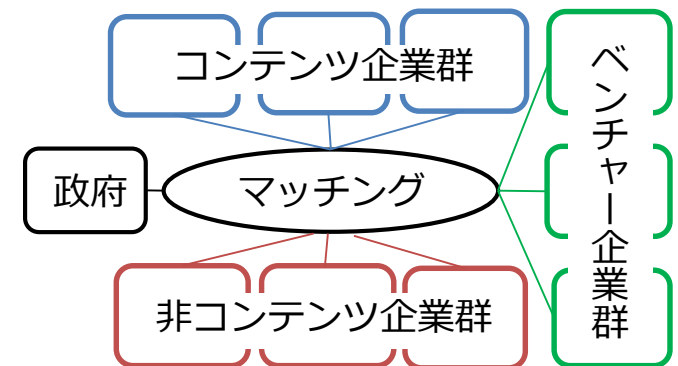 コンテンツ企業群
政府
マッチング
非コンテンツ企業群
ベンチャー企業群